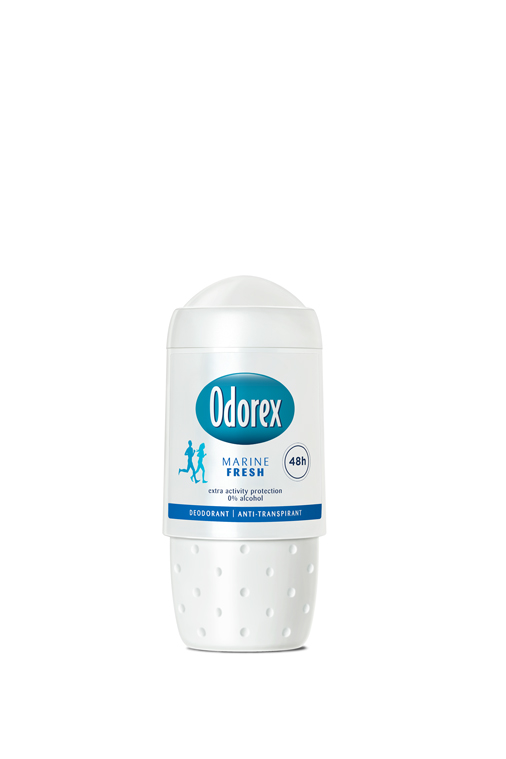 Odorex
MARINE
FRESH
48h
extra activity protection
0% alcohol
DEODORANT | ANTI-TRANSPIRANT